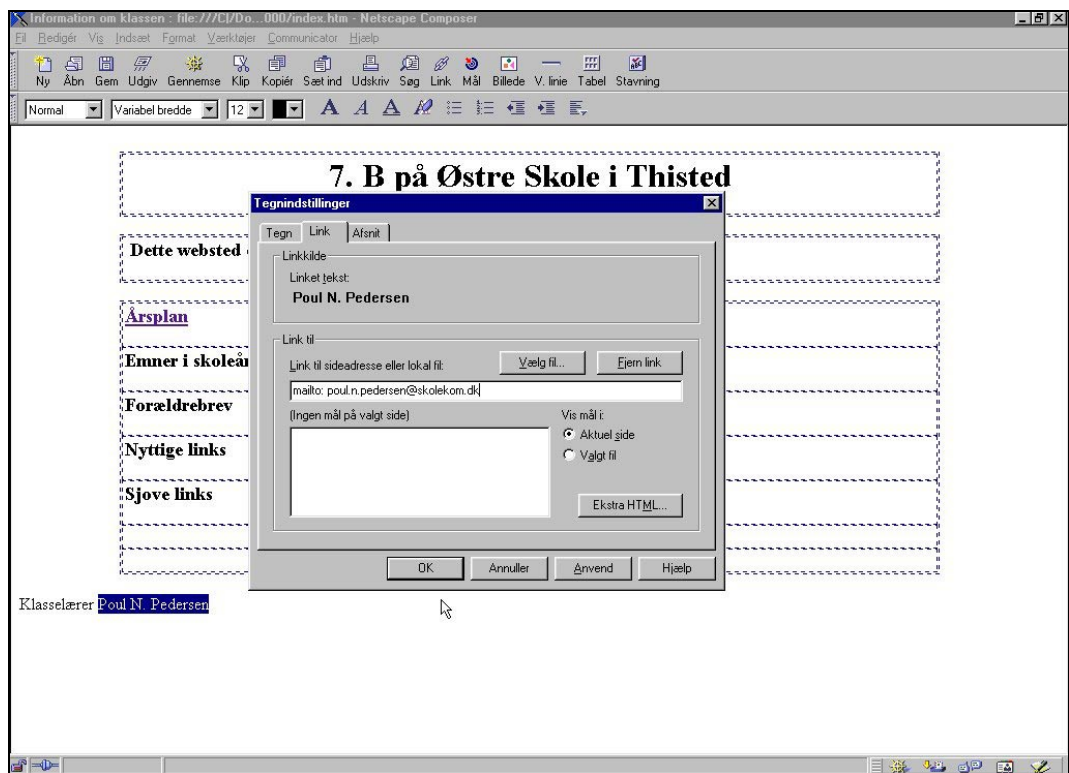 Information om klassen : file:///C|/Do...000/index.htm - Netscape Composer
Fil Redigér Vis Indsæt Format Værktøjer Communicator Hjælp
Ny Åbn Gem Udgiv Gennemse Klip Kopiér Sæt ind Udskriv Søg Link Mål Billede V. linie Tabel Stavning
Normal Variabel bredde 12 A A A
7. B på Østre Skole i Thisted
Tegnindstillinger
Tegn Link Afsnit
Dette websted
Linkkilde
Linket tekst:
Poul N. Pedersen
Årsplan
Link til
Emner i skoleår
Link til sideadresse eller lokal fil: Vælg fil... Fjern link
mailto: poul.n.pedersen@skolekom.dk
Forældrebrev
(Ingen mål på valgt side) Vis mål i:
Aktuel side
Nyttige links
Valgt fil
Sjove links
Ekstra HTML...
OK Annuller Anvend Hjælp
Klasselærer Poul N. Pedersen